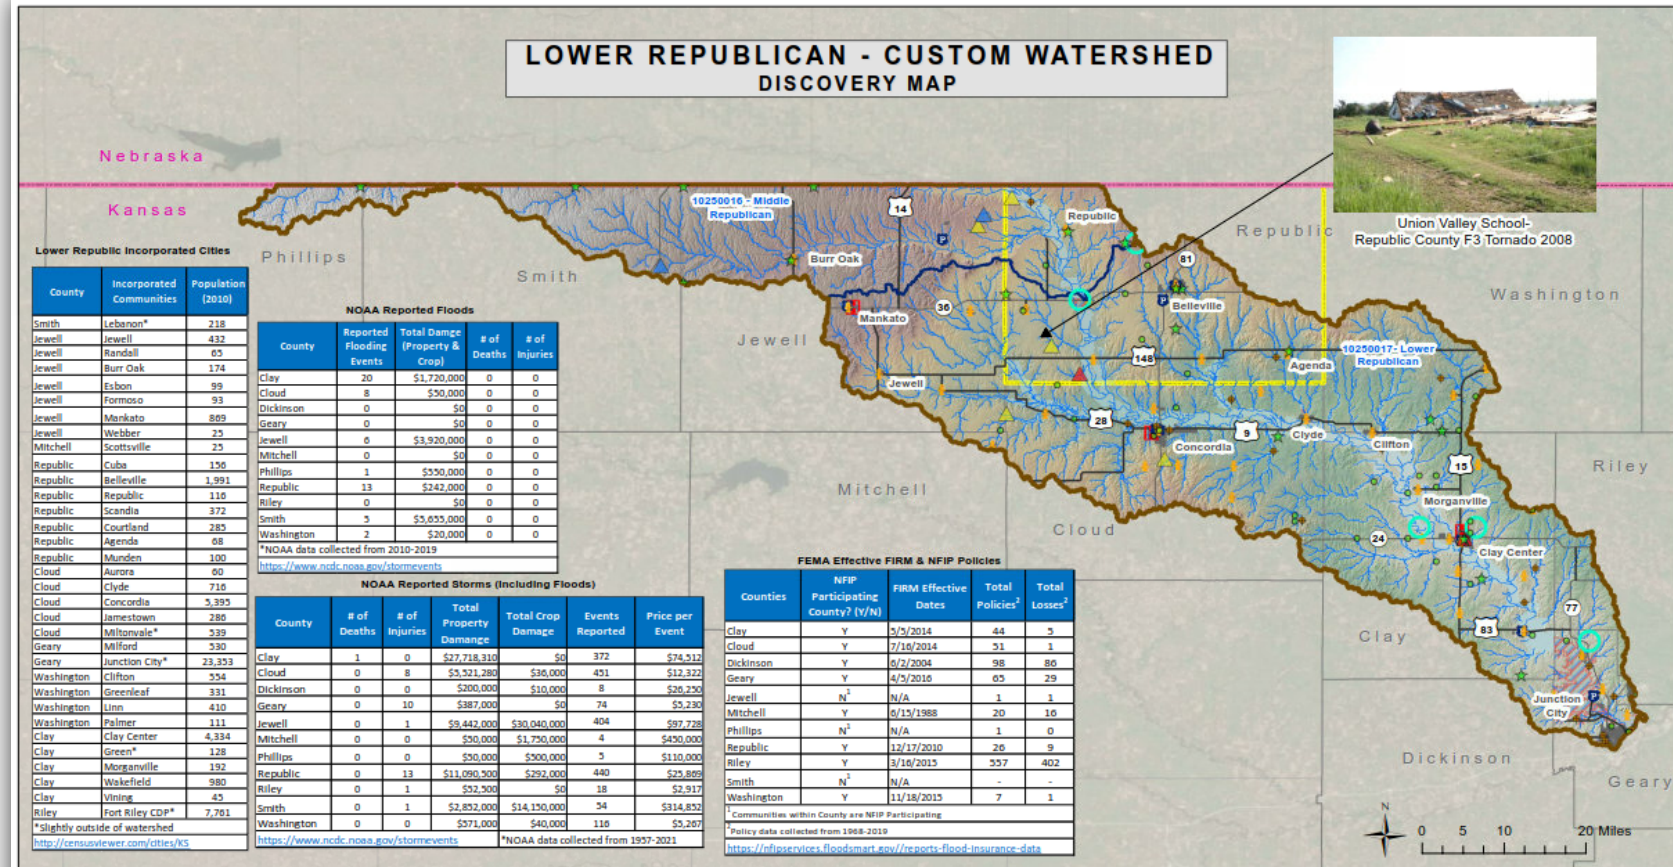 LOWER REPUBLICAN - CUSTOM WATERSHED
DISCOVERY MAP
Nebraska
Kansas
Union Valley School-
Republic County F3 Tornado 2008
10250016 - Middle
Republican
14
Republic
Republic
Phillips
Smith
Burr Oak
81
Washington
36
Mankato
Belleville
Jewell
148
10250017- Lower
Republican
Agenda
Jewell
28
9
Concordia
Clyde
Clifton
15
Riley
Mitchell
Morganville
Cloud
24
Clay Center
77
83
Clay
Junction
City
Dickinson
Geary
N
0 5 10 20 Miles
Lower Republic Incorporated Cities
County Incorporated Communities Population (2010)
Smith Lebanon* 218
Jewell Jewell 432
Jewell Randall 65
Jewell Burr Oak 174
Jewell Esbon 99
Jewell Formoso 93
Jewell Mankato 869
Jewell Webber 25
Mitchell Scottsville 25
Republic Cuba 156
Republic Belleville 1,991
Republic Republic 116
Republic Scandia 372
Republic Courtland 285
Republic Agenda 68
Republic Munden 100
Cloud Aurora 60
Cloud Clyde 716
Cloud Concordia 5,395
Cloud Jamestown 286
Cloud Miltonvale* 539
Geary Milford 530
Geary Junction City* 23,353
Washington Clifton 554
Washington Greenleaf 331
Washington Linn 410
Washington Palmer 111
Clay Clay Center 4,334
Clay Green* 128
Clay Morganville 192
Clay Wakefield 980
Clay Vining 45
Riley Fort Riley CDP* 7,761
*Slightly outside of watershed
http://censusviewer.com/cities/KS
NOAA Reported Floods
County Reported Flooding Events Total Damge (Property & Crop) # of Deaths # of Injuries
Clay 20 $1,720,000 0 0
Cloud 8 $50,000 0 0
Dickinson 0 $0 0 0
Geary 0 $0 0 0
Jewell 6 $3,920,000 0 0
Mitchell 0 $0 0 0
Phillips 1 $550,000 0 0
Republic 13 $242,000 0 0
Riley 0 $0 0 0
Smith 5 $5,655,000 0 0
Washington 2 $20,000 0 0
*NOAA data collected from 2010-2019
https://www.ncdc.noaa.gov/stormevents
NOAA Reported Storms (Including Floods)
County # of Deaths # of Injuries Total Property Damange Total Crop Damage Events Reported Price per Event
Clay 1 0 $27,718,310 $0 372 $74,512
Cloud 0 8 $5,521,280 $36,000 451 $12,322
Dickinson 0 0 $200,000 $10,000 8 $26,250
Geary 0 10 $387,000 $0 74 $5,230
Jewell 0 1 $9,442,000 $30,040,000 404 $97,728
Mitchell 0 0 $50,000 $1,750,000 4 $450,000
Phillips 0 0 $50,000 $500,000 5 $110,000
Republic 0 13 $11,090,500 $292,000 440 $25,869
Riley 0 1 $52,500 $0 18 $2,917
Smith 0 1 $2,852,000 $14,150,000 54 $314,852
Washington 0 0 $571,000 $40,000 116 $5,267
https://www.ncdc.noaa.gov/stormevents *NOAA data collected from 1957-2021
FEMA Effective FIRM & NFIP Policies
Counties NFIP Participating County? (Y/N) FIRM Effective Dates Total Policies² Total Losses²
Clay Y 5/5/2014 44 5
Cloud Y 7/16/2014 51 1
Dickinson Y 6/2/2004 98 86
Geary Y 4/5/2016 65 29
Jewell N¹ N/A 1 1
Mitchell Y 6/15/1988 20 16
Phillips N¹ N/A 1 0
Republic Y 12/17/2010 26 9
Riley Y 3/16/2015 557 402
Smith N¹ N/A - -
Washington Y 11/18/2015 7 1
¹Communities within County are NFIP Participating
²Policy data collected from 1968-2019
https://nfipservices.floodsmart.gov//reports-flood-insurance-data